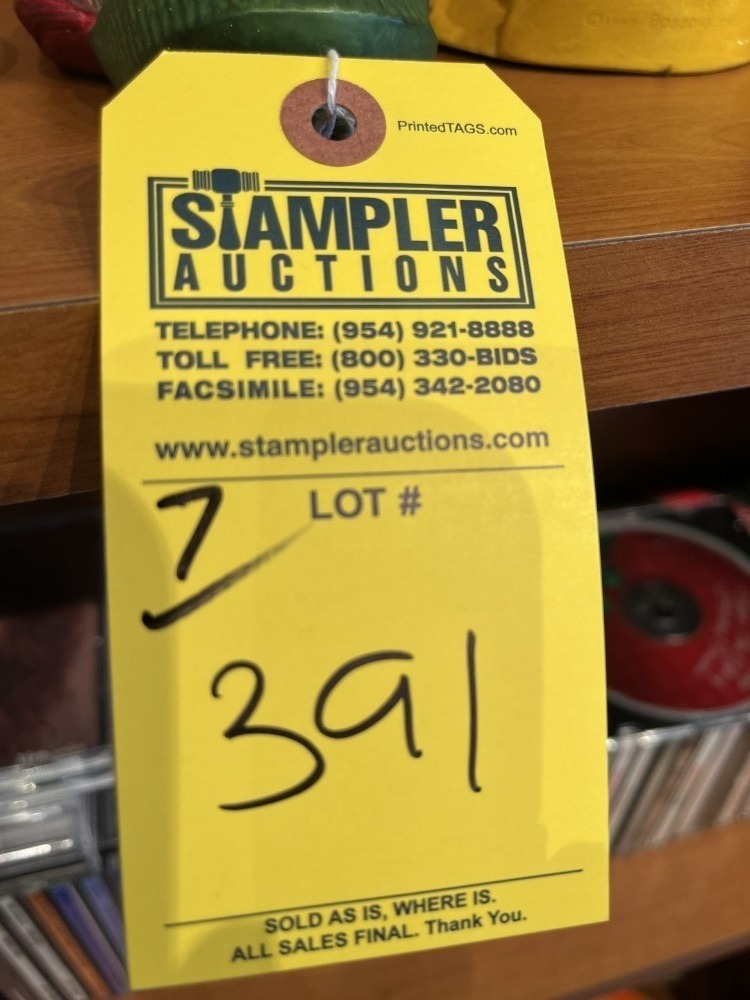 PrintedTAGS.com
STAMPLER
AUCTIONS
TELEPHONE: (954) 921-8888
TOLL FREE: (800) 330-BIDS
FACSIMILE: (954) 342-2080
www.stamplerauctions.com
LOT #
7
391
SOLD AS IS, WHERE IS.
ALL SALES FINAL. Thank You.